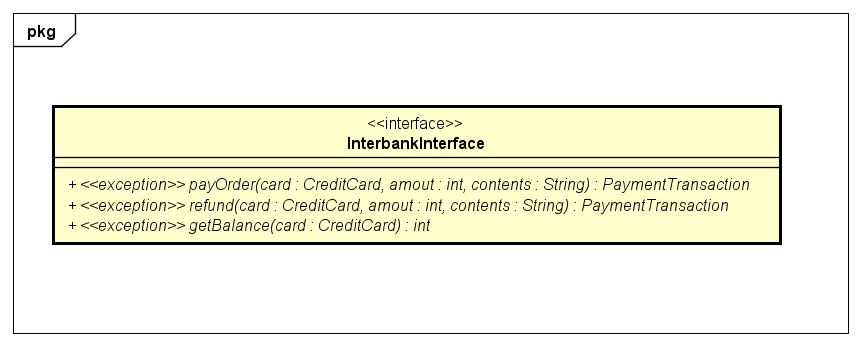 pkg
<<interface>>
InterbankInterface
+ <<exception>> payOrder(card : CreditCard, amout : int, contents : String) : PaymentTransaction
+ <<exception>> refund(card : CreditCard, amout : int, contents : String) : PaymentTransaction
+ <<exception>> getBalance(card : CreditCard) : int